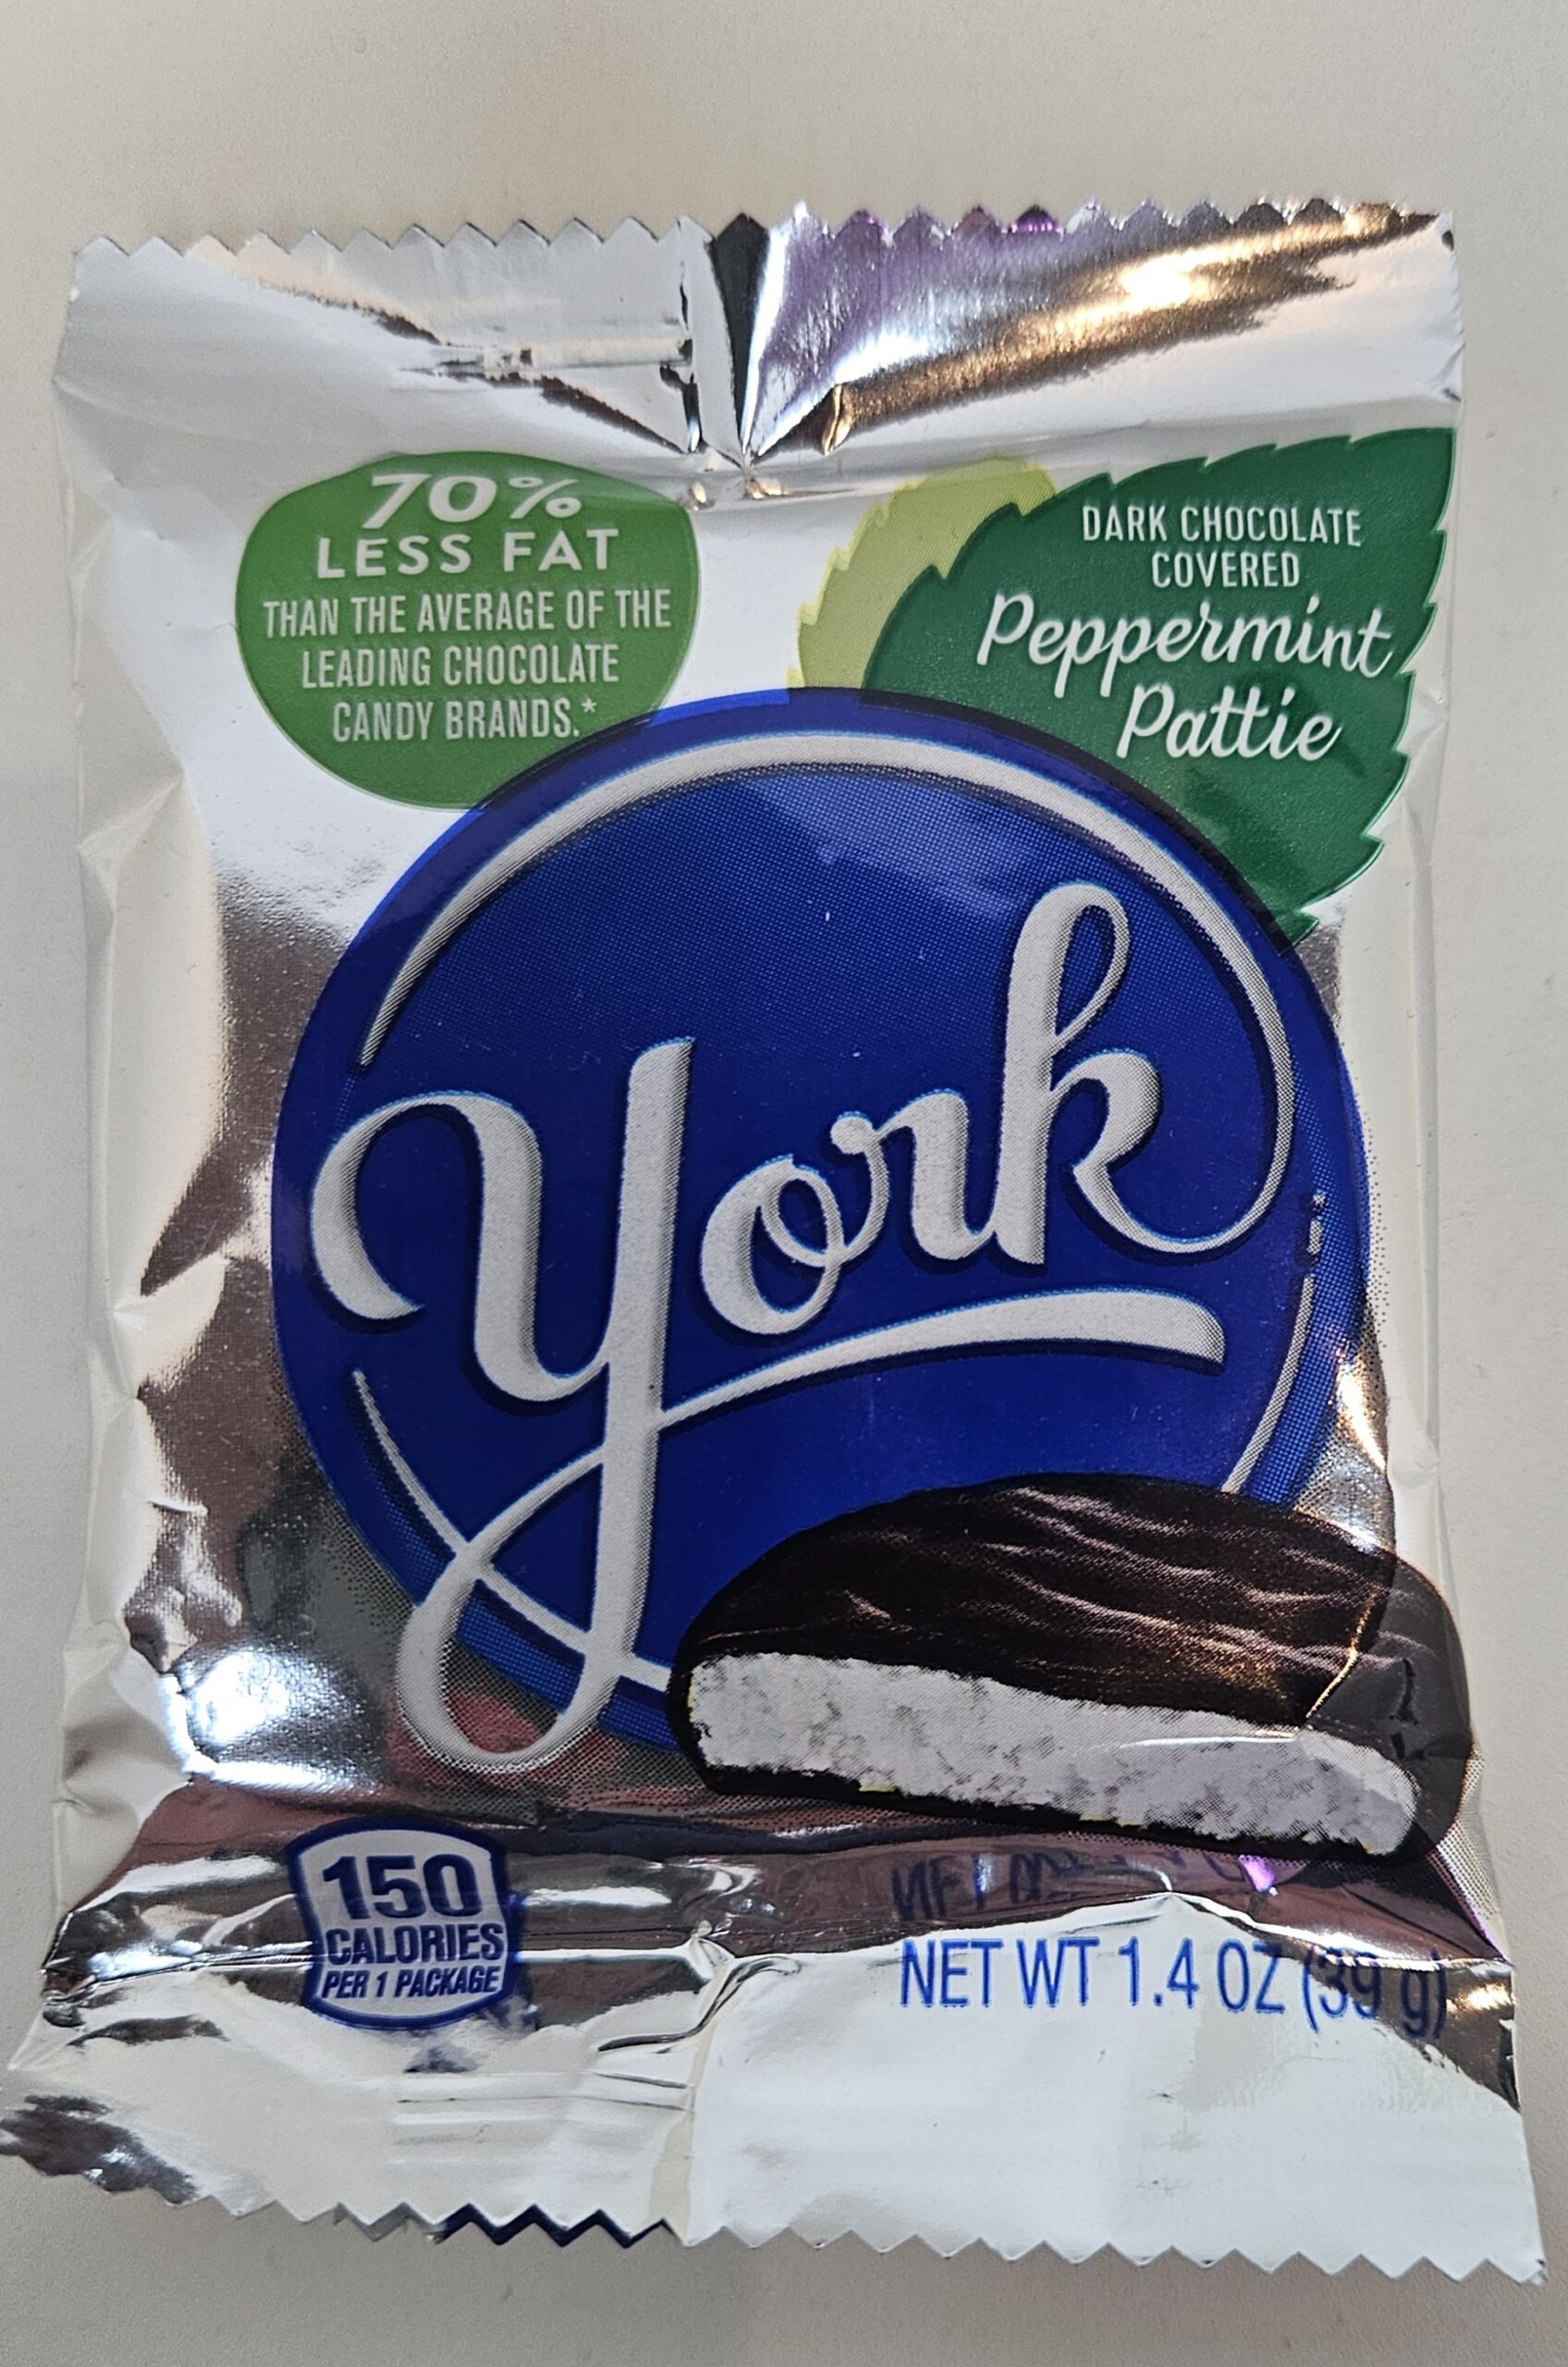 70%
LESS FAT
THAN THE AVERAGE OF THE
LEADING CHOCOLATE
CANDY BRANDS.*
DARK CHOCOLATE
COVERED
Peppermint
Pattie
York
150
CALORIES
PER 1 PACKAGE
NET WT 1.4 OZ (39 g)